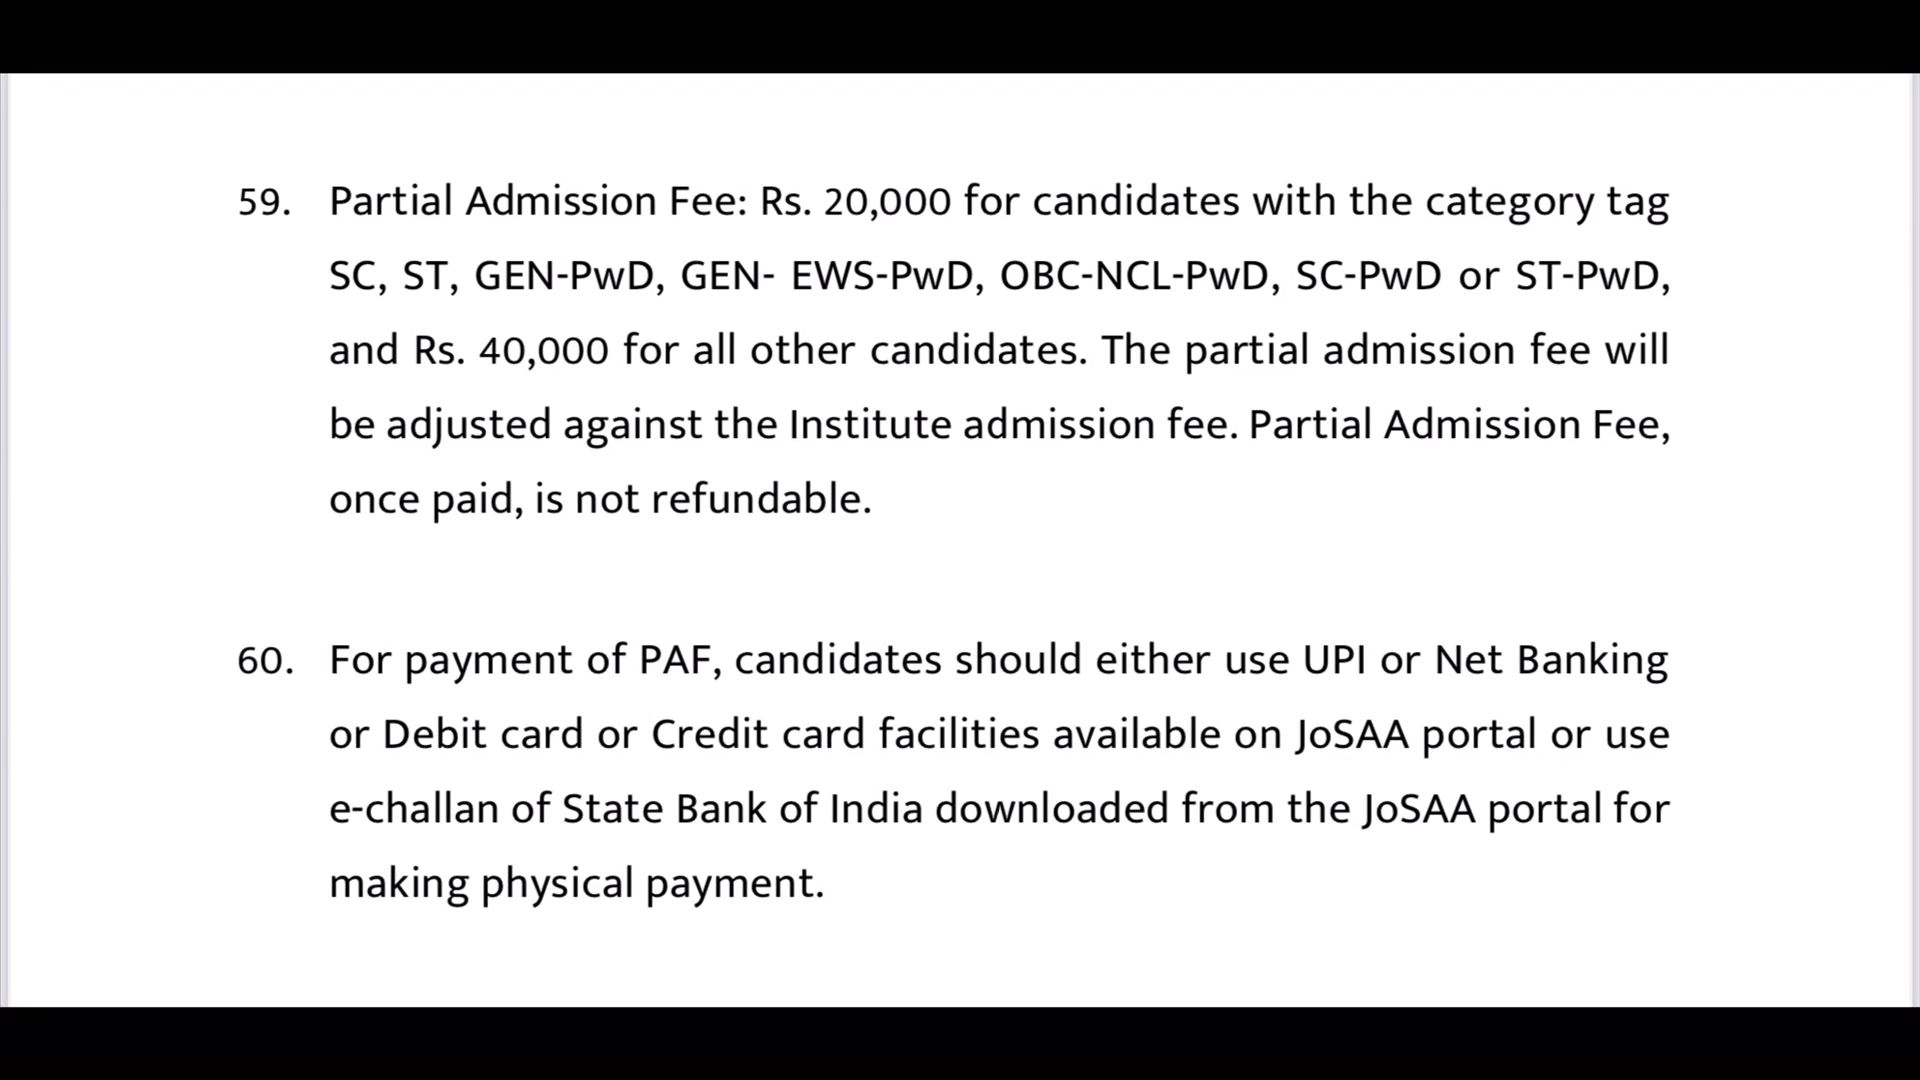 59. Partial Admission Fee: Rs. 20,000 for candidates with the category tag
SC, ST, GEN-PwD, GEN- EWS-PwD, OBC-NCL-PwD, SC-PwD or ST-PwD,
and Rs. 40,000 for all other candidates. The partial admission fee will
be adjusted against the Institute admission fee. Partial Admission Fee,
once paid, is not refundable.
60. For payment of PAF, candidates should either use UPI or Net Banking
or Debit card or Credit card facilities available on JoSAA portal or use
e-challan of State Bank of India downloaded from the JoSAA portal for
making physical payment.